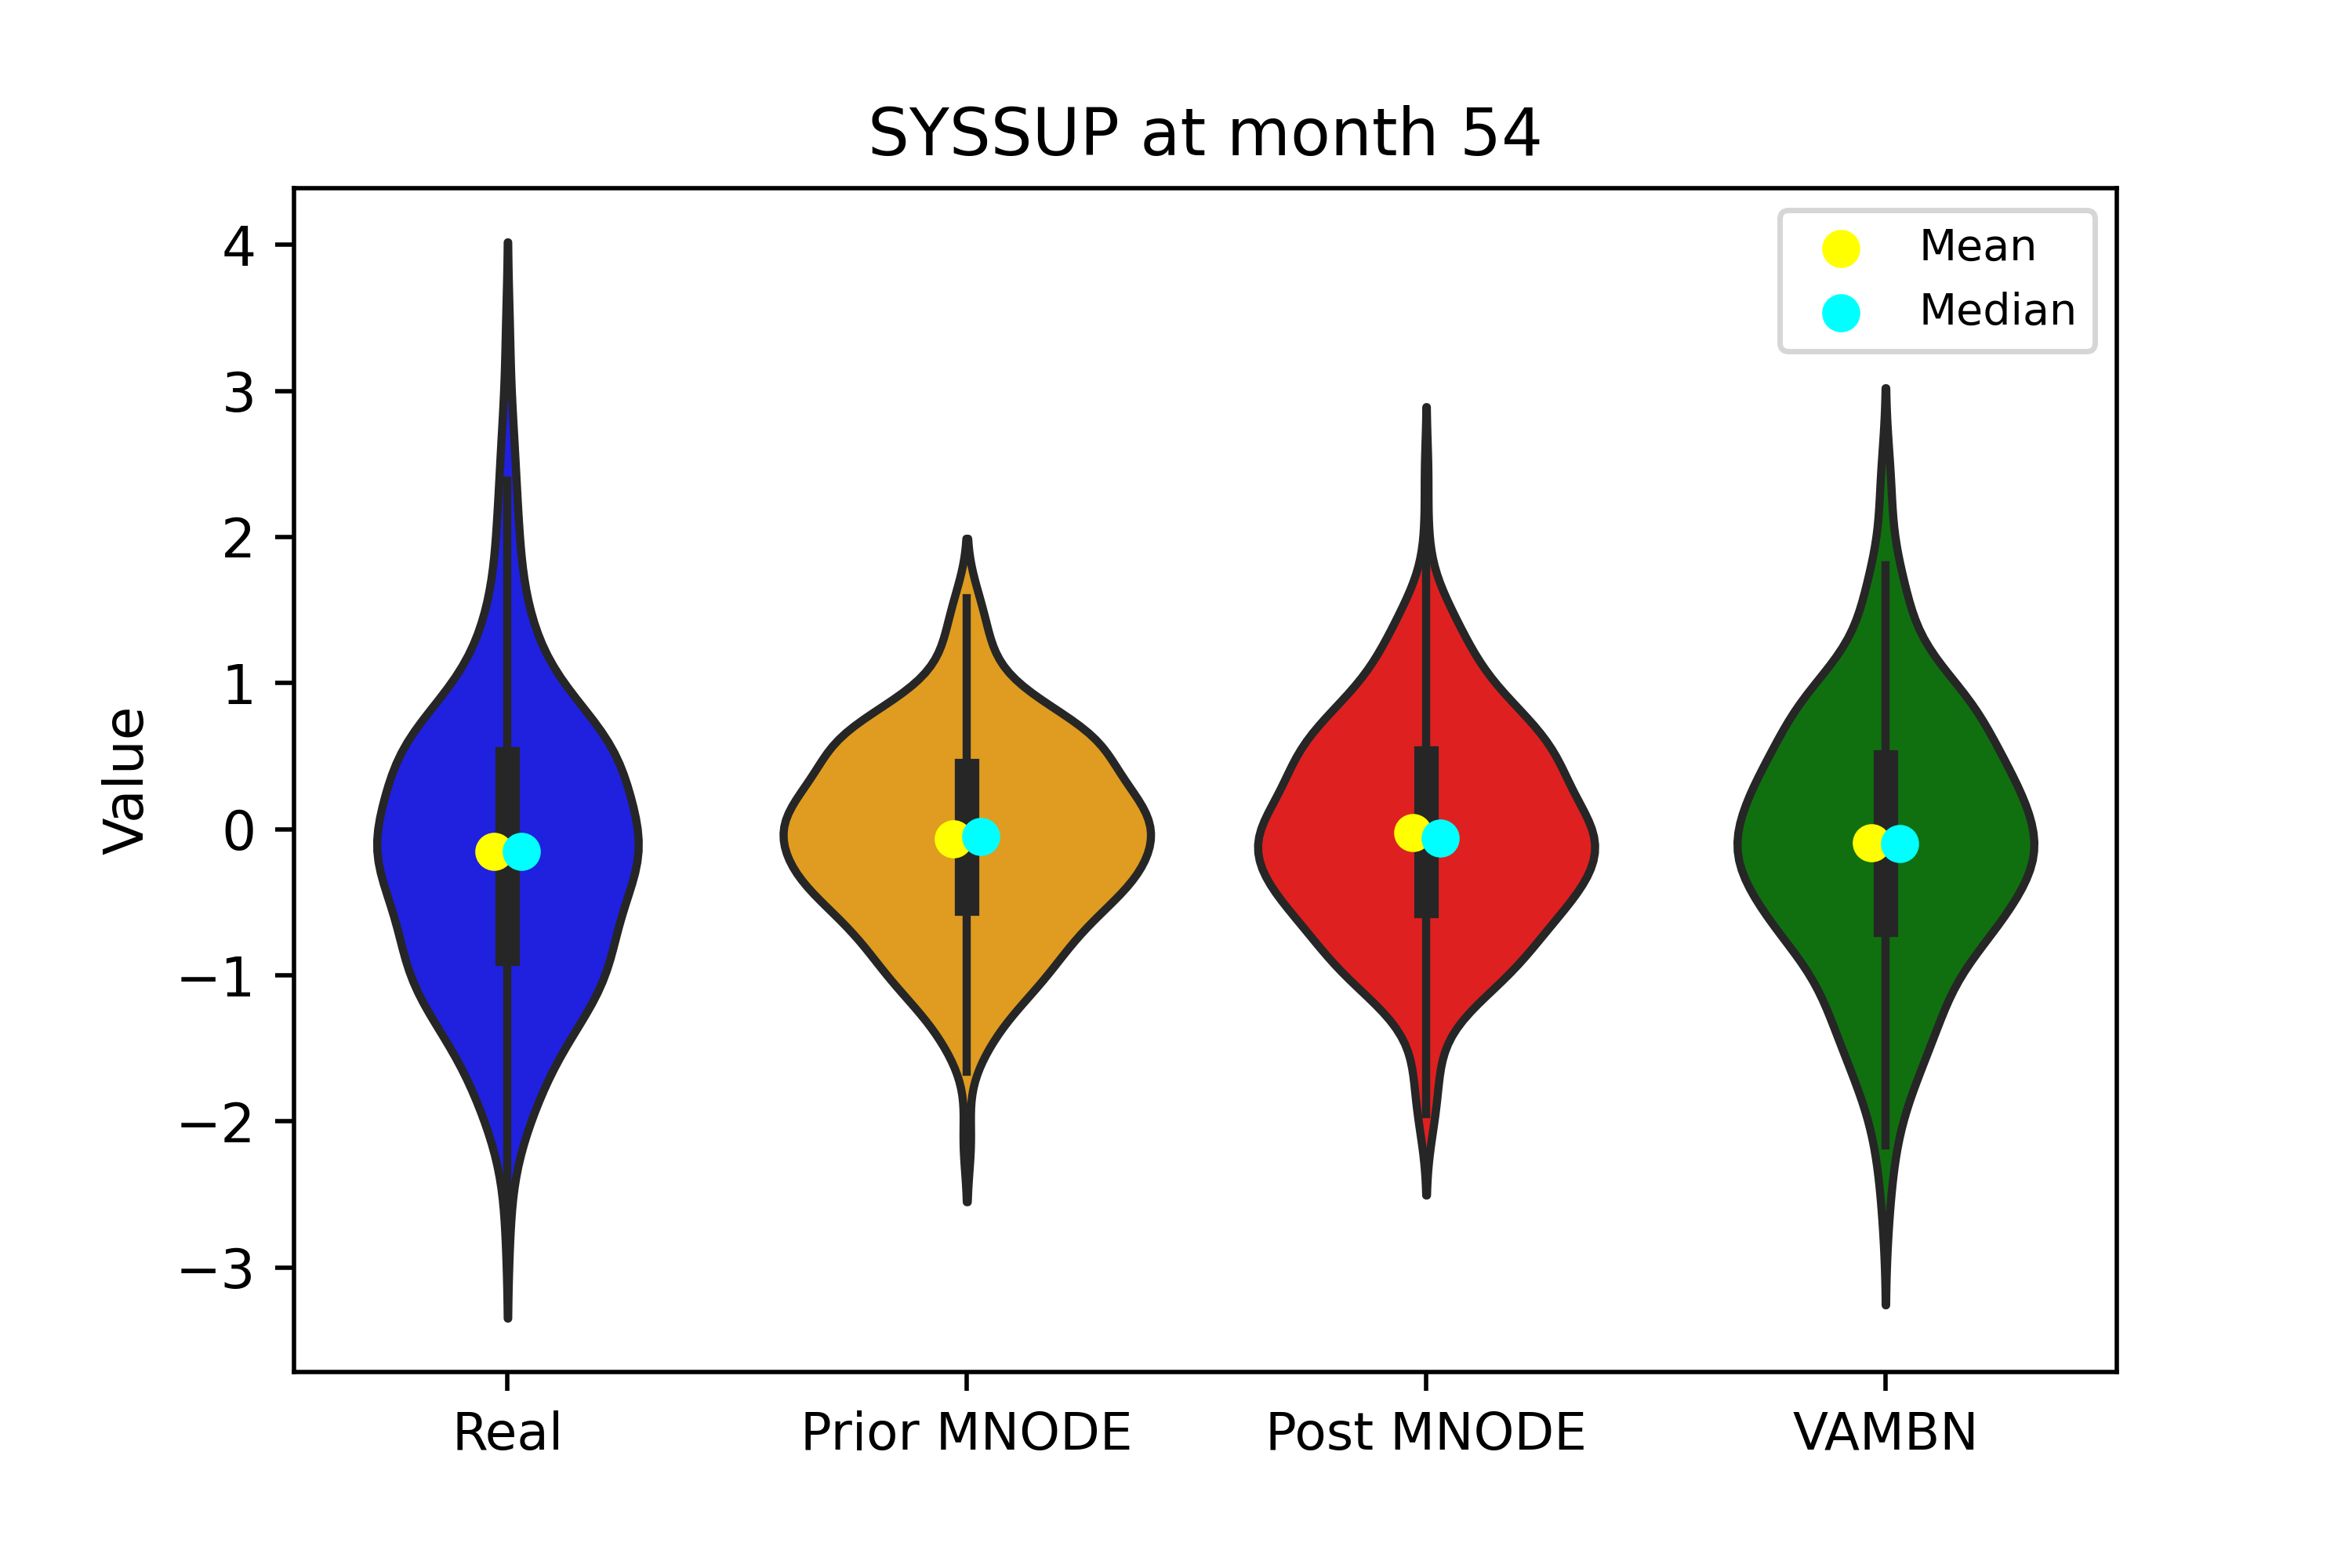 SYSSUP at month 54
Mean
Median
Value
4
3
2
1
0
−1
−2
−3
Real
Prior MNODE
Post MNODE
VAMBN